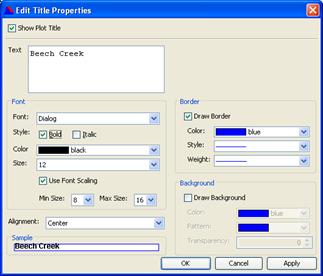 Edit Title Properties
Show Plot Title
Text
Beech Creek
Font
Font:
Dialog
Style:
Bold
Italic
Color
black
Size:
12
Use Font Scaling
Min Size:
8
Max Size:
16
Alignment:
Center
Border
Draw Border
Color:
blue
Style:
Weight:
Background
Draw Background
Color:
blue
Pattern:
Transparency:
0
Sample
Beech Creek
OK
Cancel
Apply